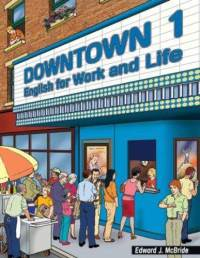 DOWNTOWN 1
English for Work and Life
Edward J. McBride